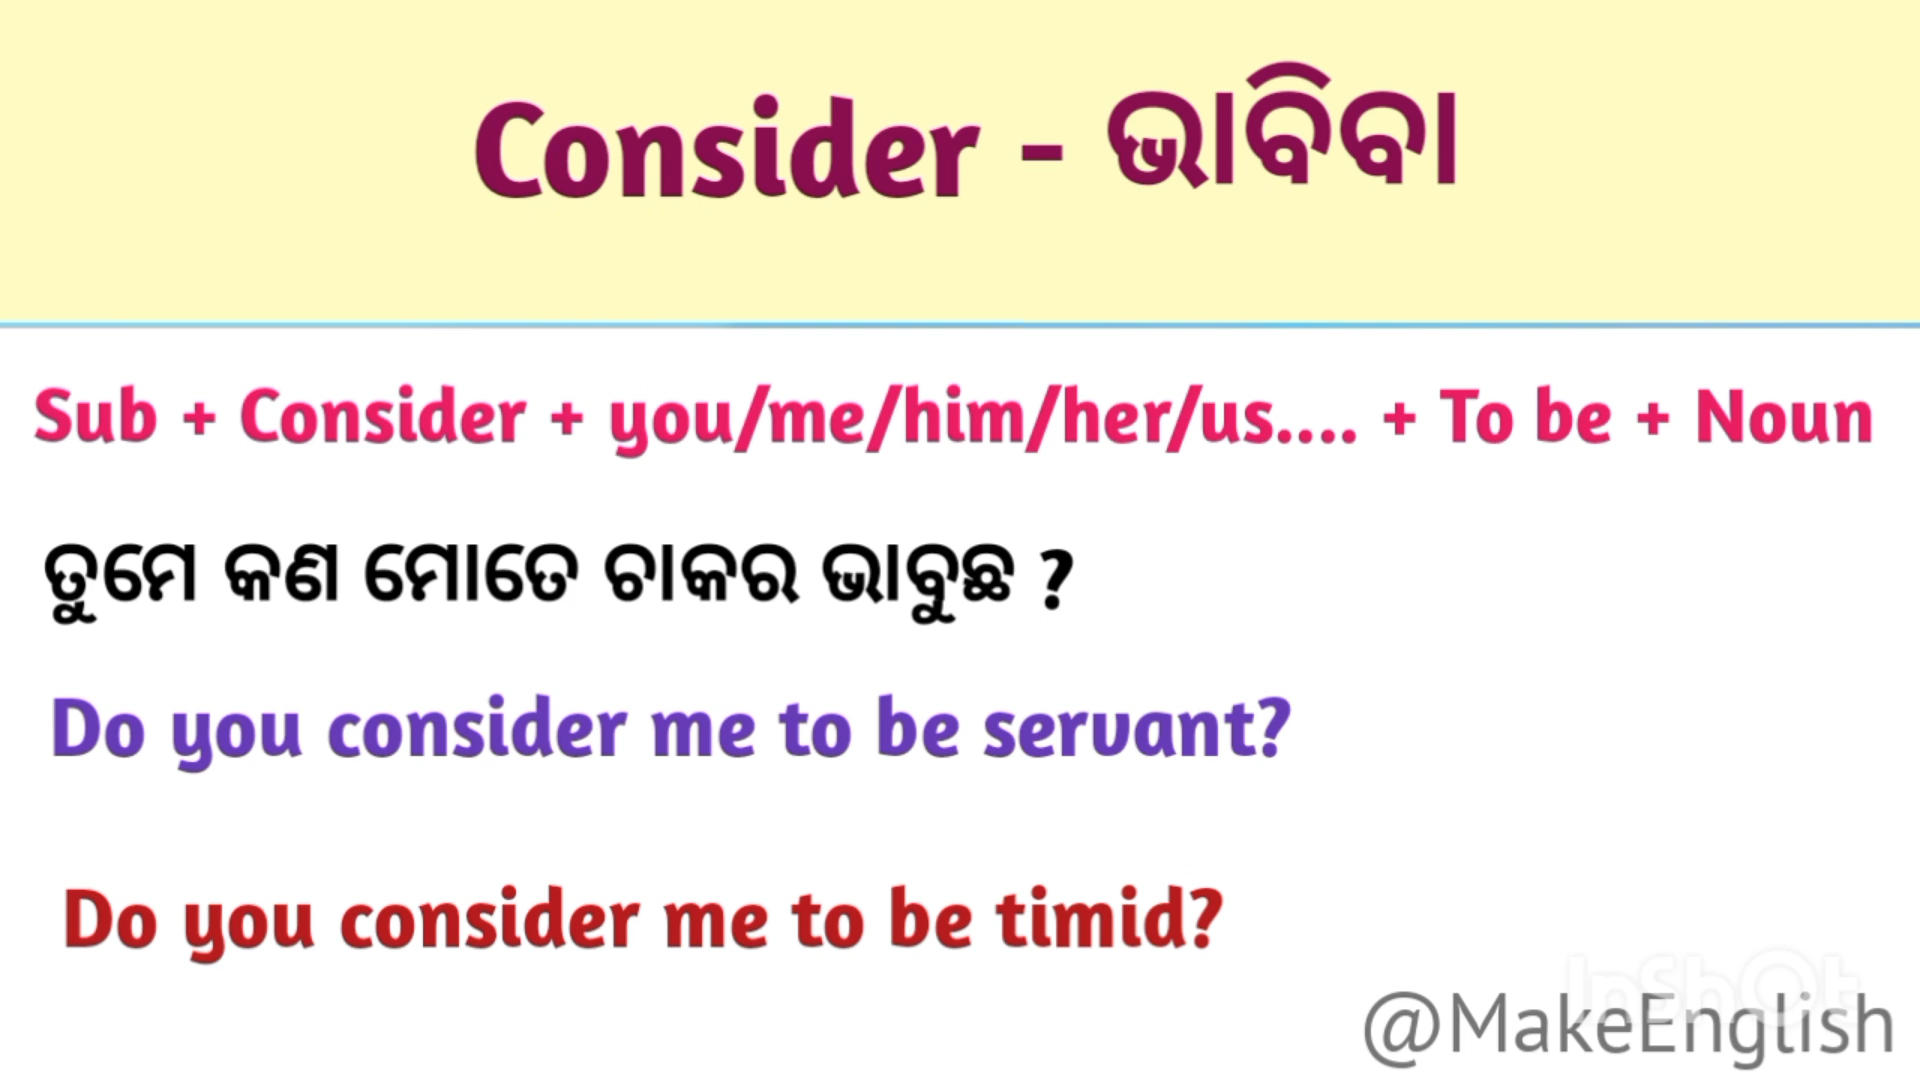 Consider - ଭାବିବା
Sub + Consider + you/me/him/her/us.... + To be + Noun
ତୁମେ କଣ ମୋତେ ଚାକର ଭାବୁଛ ?
Do you consider me to be servant?
Do you consider me to be timid?
InShOt
@MakeEnglish